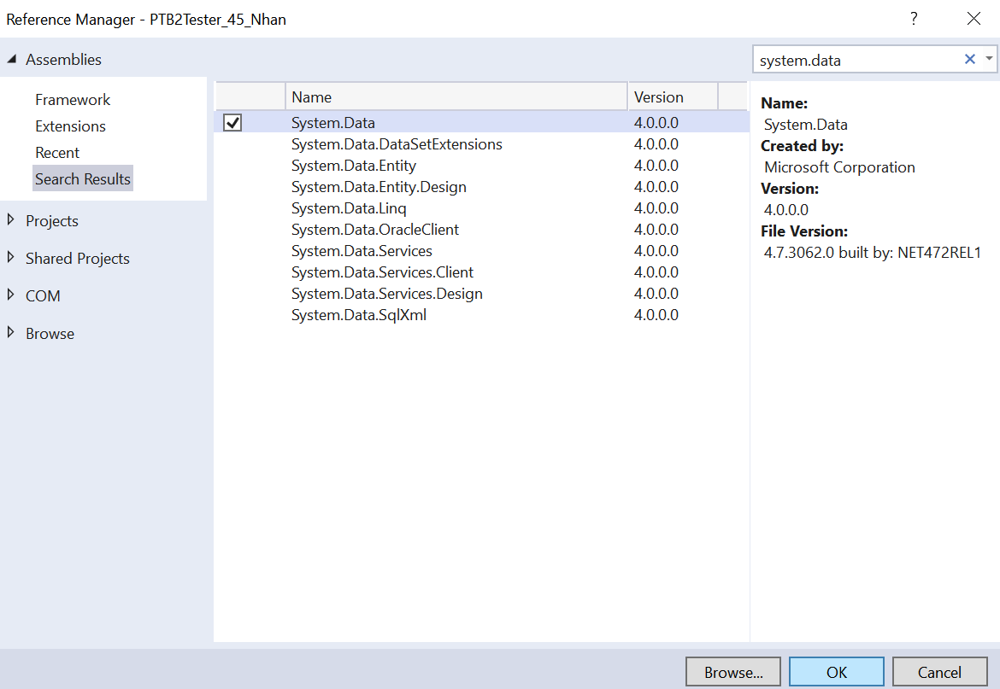 Reference Manager - PTB2Tester_45_Nhan ?
Assemblies
Framework
Extensions
Recent
Search Results
Projects
Shared Projects
COM
Browse
system.data
Name Version
System.Data 4.0.0.0
System.Data.DataSetExtensions 4.0.0.0
System.Data.Entity 4.0.0.0
System.Data.Entity.Design 4.0.0.0
System.Data.Linq 4.0.0.0
System.Data.OracleClient 4.0.0.0
System.Data.Services 4.0.0.0
System.Data.Services.Client 4.0.0.0
System.Data.Services.Design 4.0.0.0
System.Data.SqlXml 4.0.0.0
Name:
System.Data
Created by:
Microsoft Corporation
Version:
4.0.0.0
File Version:
4.7.3062.0 built by: NET472REL1
Browse... OK Cancel